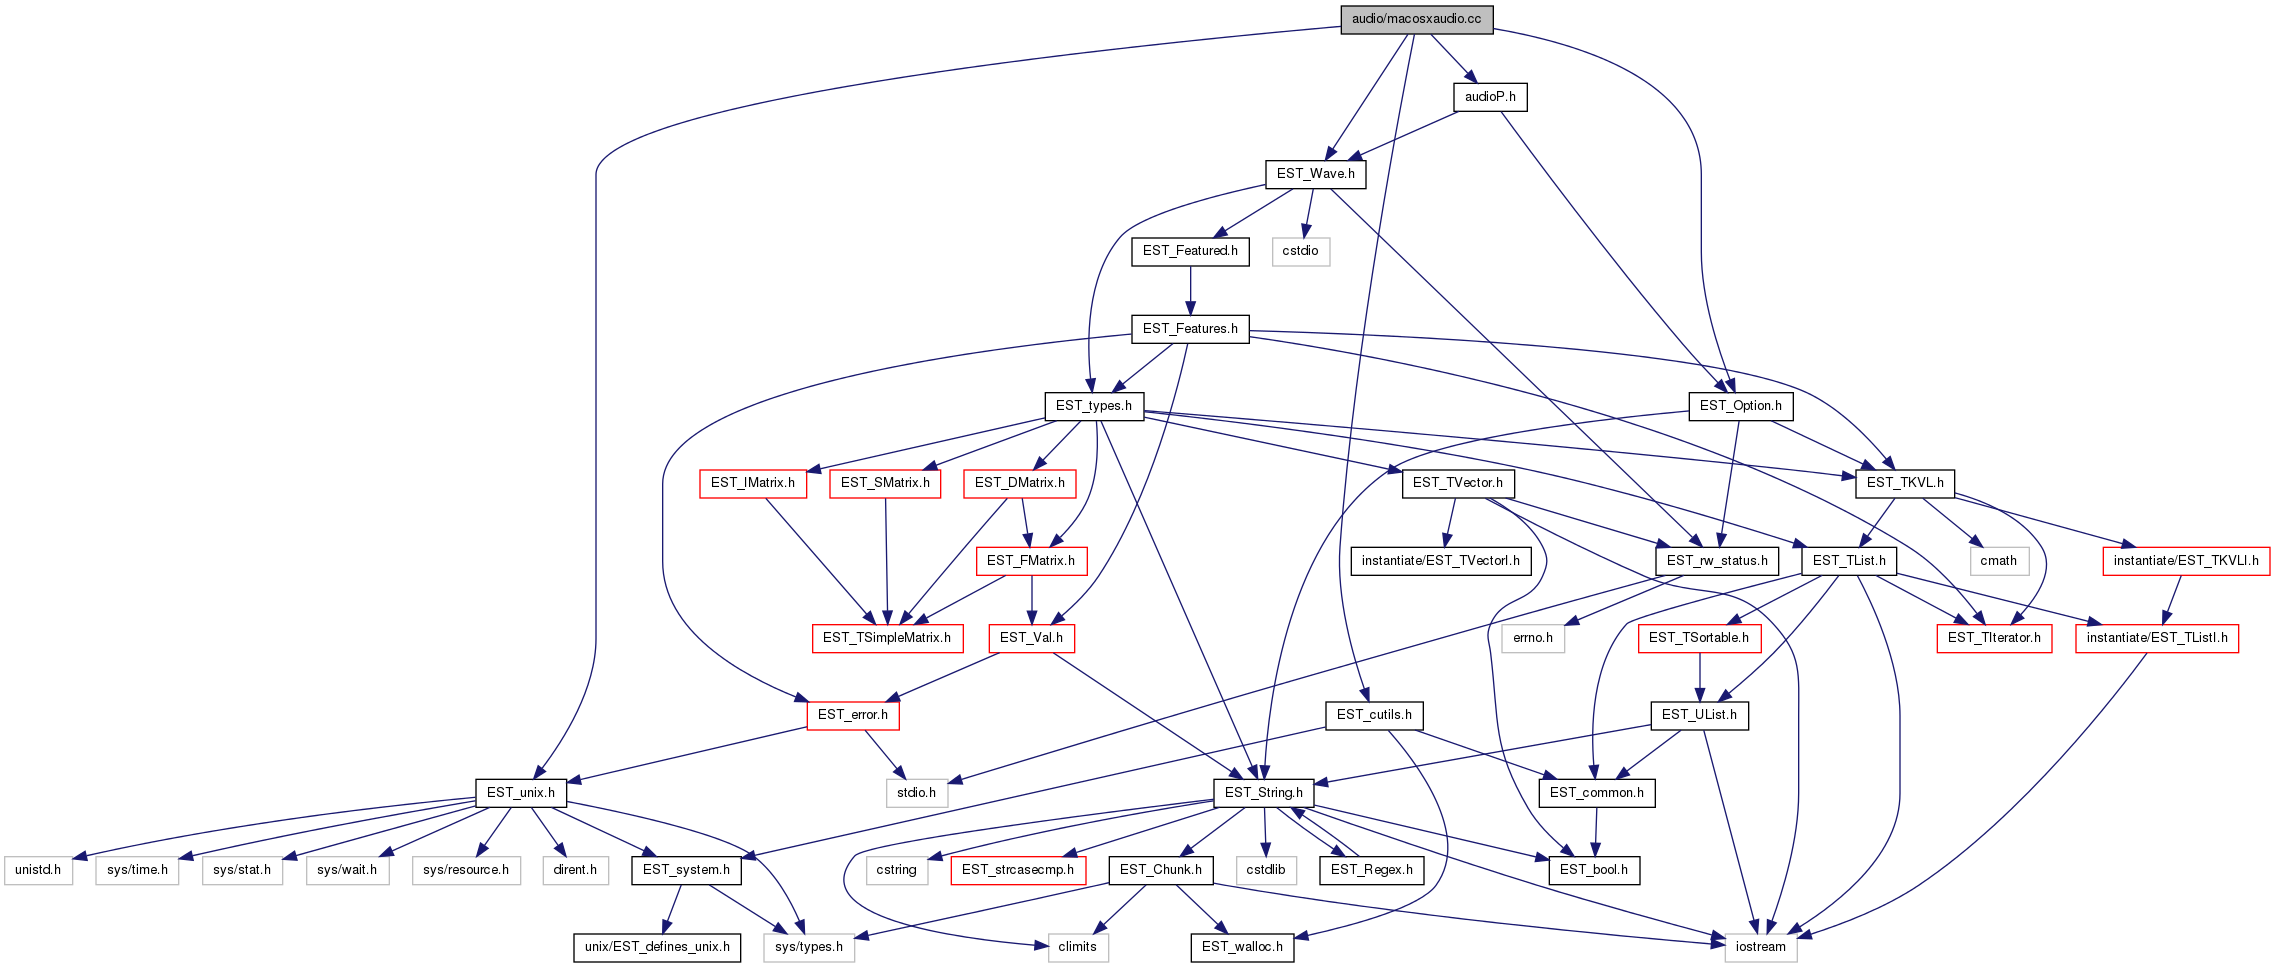 audio/macosxaudio.cc
audioP.h
EST_Wave.h
EST_Featured.h
cstdio
EST_Features.h
EST_types.h
EST_Option.h
EST_IMatrix.h
EST_SMatrix.h
EST_DMatrix.h
EST_TVector.h
EST_TKVL.h
EST_FMatrix.h
instantiate/EST_TVectorI.h
EST_rw_status.h
EST_TList.h
cmath
instantiate/EST_TKVLI.h
EST_TSimpleMatrix.h
EST_Val.h
errno.h
EST_TSortable.h
EST_TIterator.h
instantiate/EST_TListI.h
EST_error.h
EST_cutils.h
EST_UList.h
EST_unix.h
stdio.h
EST_String.h
EST_common.h
unistd.h
sys/time.h
sys/stat.h
sys/wait.h
sys/resource.h
dirent.h
EST_system.h
cstring
EST_strcasecmp.h
EST_Chunk.h
cstdlib
EST_Regex.h
EST_bool.h
unix/EST_defines_unix.h
sys/types.h
climits
EST_walloc.h
iostream